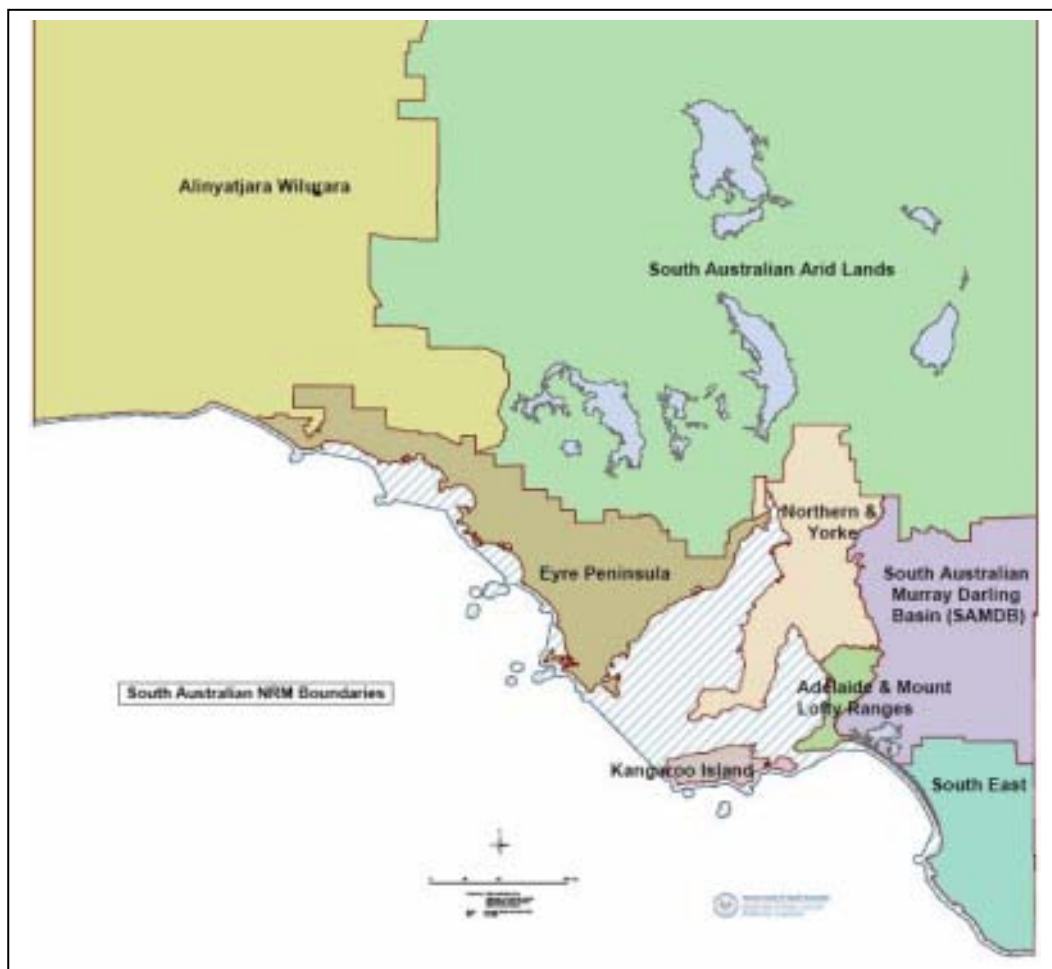 Alinyatjara Wilugara
South Australian Arid Lands
Northern &
Yorke
Eyre Peninsula
South Australian
Murray Darling
Basin (SAMDB)
South Australian NRM Boundaries
Adelaide & Mount
Lofty Ranges
Kangaroo Island
South East